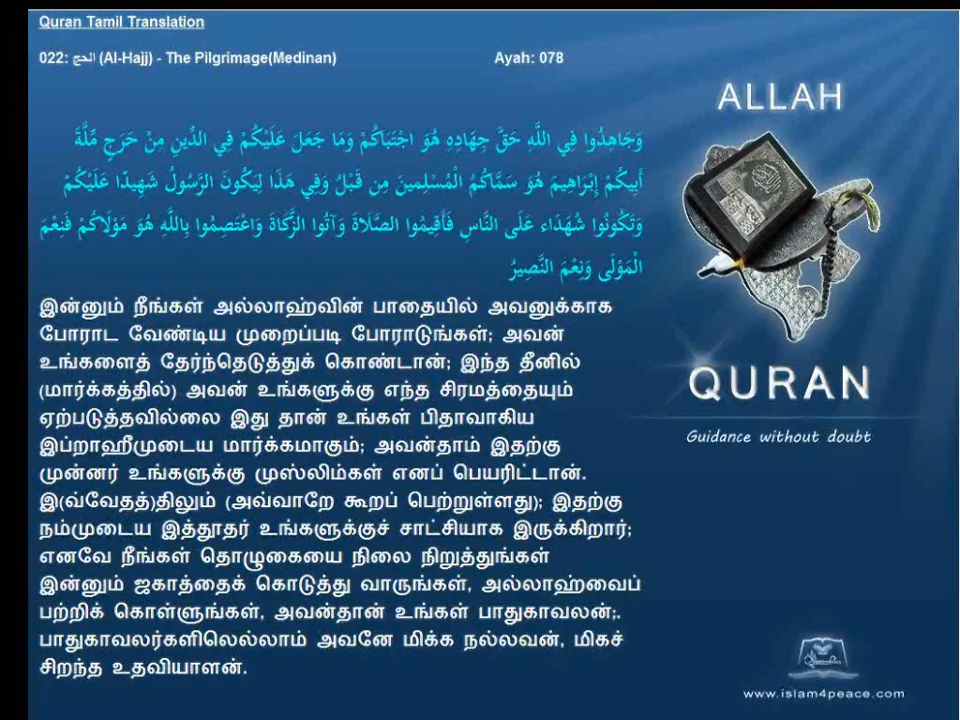 Quran Tamil Translation
022: الحج (Al-Hajj) - The Pilgrimage(Medinan) Ayah: 078
وَجَاهِدُوا فِي اللَّهِ حَقَّ جِهَادِهِ هُوَ اجْتَبَاكُمْ وَمَا جَعَلَ عَلَيْكُمْ فِي الدِّينِ مِنْ حَرَجٍ مِّلَّةَ
أَبِيكُمْ إِبْرَاهِيمَ هُوَ سَمَّاكُمُ الْمُسْلِمينَ مِن قَبْلُ وَفِي هَذَا لِيَكُونَ الرَّسُولُ شَهِيدًا عَلَيْكُمْ
وَتَكُونُوا شُهَدَاء عَلَى النَّاسِ فَأَقِيمُوا الصَّلَاةَ وَآتُوا الزَّكَاةَ وَاعْتَصِمُوا بِاللَّهِ هُوَ مَوْلَاكُمْ فَنِعْمَ
الْمَوْلَى وَنِعْمَ النَّصِيرُ
இன்னும் நீங்கள் அல்லாஹ்வின் பாதையில் அவனுக்காக
போராட வேண்டிய முறைப்படி போராடுங்கள்; அவன்
உங்களைத் தேர்ந்தெடுத்துக் கொண்டான்; இந்த தீனில்
(மார்க்கத்தில்) அவன் உங்களுக்கு எந்த சிரமத்தையும்
ஏற்படுத்தவில்லை இது தான் உங்கள் பிதாவாகிய
இப்றாஹீமுடைய மார்க்கமாகும்; அவன்தாம் இதற்கு
முன்னர் உங்களுக்கு முஸ்லிம்கள் எனப் பெயரிட்டான்.
இ(வ்வேதத்)திலும் (அவ்வாறே கூறப் பெற்றுள்ளது); இதற்கு
நம்முடைய இத்தூதர் உங்களுக்குச் சாட்சியாக இருக்கிறார்;
எனவே நீங்கள் தொழுகையை நிலை நிறுத்துங்கள்
இன்னும் ஜகாத்தைக் கொடுத்து வாருங்கள், அல்லாஹ்வைப்
பற்றிக் கொள்ளுங்கள், அவன்தான் உங்கள் பாதுகாவலன்;.
பாதுகாவலர்களிலெல்லாம் அவனே மிக்க நல்லவன், மிகச்
சிறந்த உதவியாளன்.
ALLAH
QURAN
Guidance without doubt
www.islam4peace.com